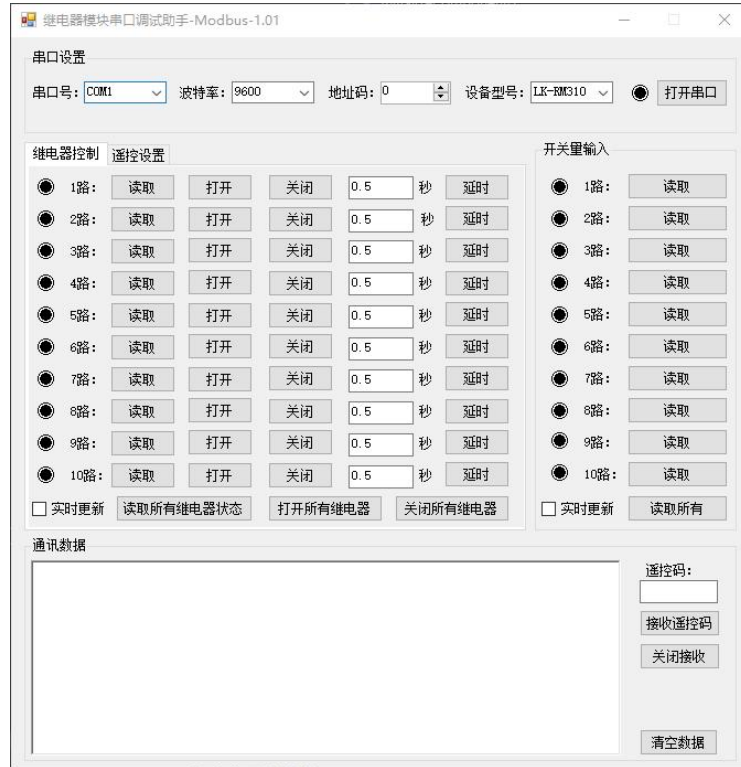 继电器模块串口调试助手-Modbus-1.01
串口设置
串口号: COM1 波特率: 9600 地址码: 0 设备型号: LK-RM310 打开串口
继电器控制 遥控设置 开关量输入
1路: 读取 打开 关闭 0.5 秒 延时 1路: 读取
2路: 读取 打开 关闭 0.5 秒 延时 2路: 读取
3路: 读取 打开 关闭 0.5 秒 延时 3路: 读取
4路: 读取 打开 关闭 0.5 秒 延时 4路: 读取
5路: 读取 打开 关闭 0.5 秒 延时 5路: 读取
6路: 读取 打开 关闭 0.5 秒 延时 6路: 读取
7路: 读取 打开 关闭 0.5 秒 延时 7路: 读取
8路: 读取 打开 关闭 0.5 秒 延时 8路: 读取
9路: 读取 打开 关闭 0.5 秒 延时 9路: 读取
10路: 读取 打开 关闭 0.5 秒 延时 10路: 读取
实时更新 读取所有继电器状态 打开所有继电器 关闭所有继电器 实时更新 读取所有
通讯数据
遥控码:
接收遥控码
关闭接收
清空数据